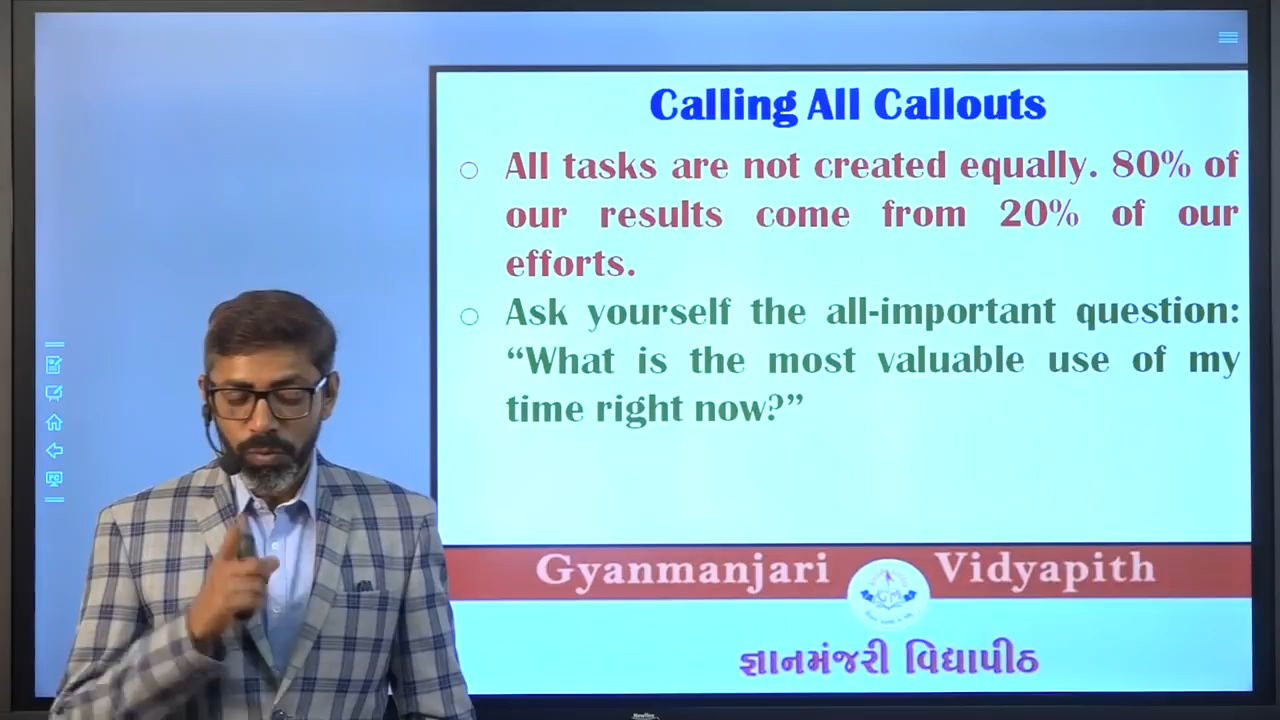 Calling All Callouts
All tasks are not created equally. 80% of
our results come from 20% of our
efforts.
Ask yourself the all-important question:
“What is the most valuable use of my
time right now?”
Gyanmanjari Vidyapith
GM
જ્ઞાનમંજરી વિદ્યાપીઠ